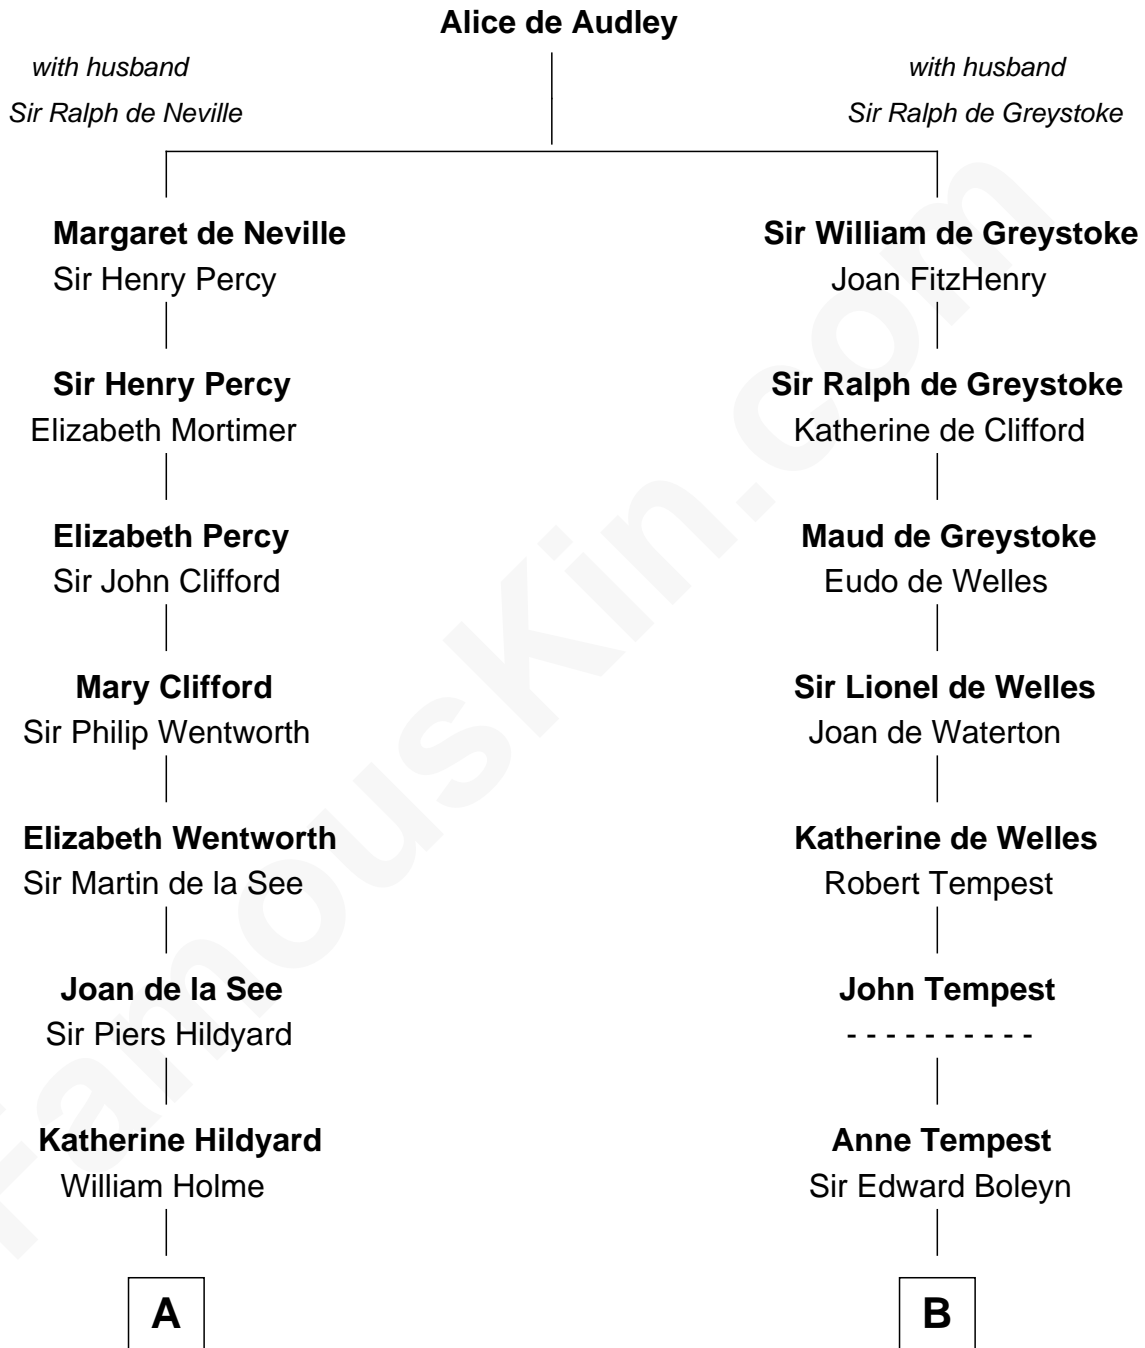 Alice de Audley
with husband
Sir Ralph de Neville
with husband
Sir Ralph de Greystoke
Margaret de Neville
Sir Henry Percy
Sir William de Greystoke
Joan FitzHenry
Sir Henry Percy
Elizabeth Mortimer
Sir Ralph de Greystoke
Katherine de Clifford
Elizabeth Percy
Sir John Clifford
Maud de Greystoke
Eudo de Welles
Mary Clifford
Sir Philip Wentworth
Sir Lionel de Welles
Joan de Waterton
Elizabeth Wentworth
Sir Martin de la See
Katherine de Welles
Robert Tempest
Joan de la See
Sir Piers Hildyard
John Tempest
- - - - - - - - - -
Katherine Hildyard
William Holme
Anne Tempest
Sir Edward Boleyn
A
B
FamousKin.com